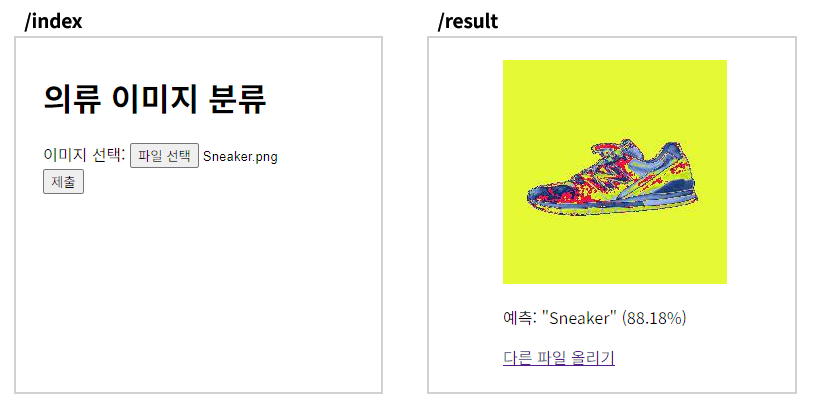 /index
의류 이미지 분류
이미지 선택: 파일 선택 Sneaker.png
제출
/result
예측: "Sneaker" (88.18%)
다른 파일 올리기